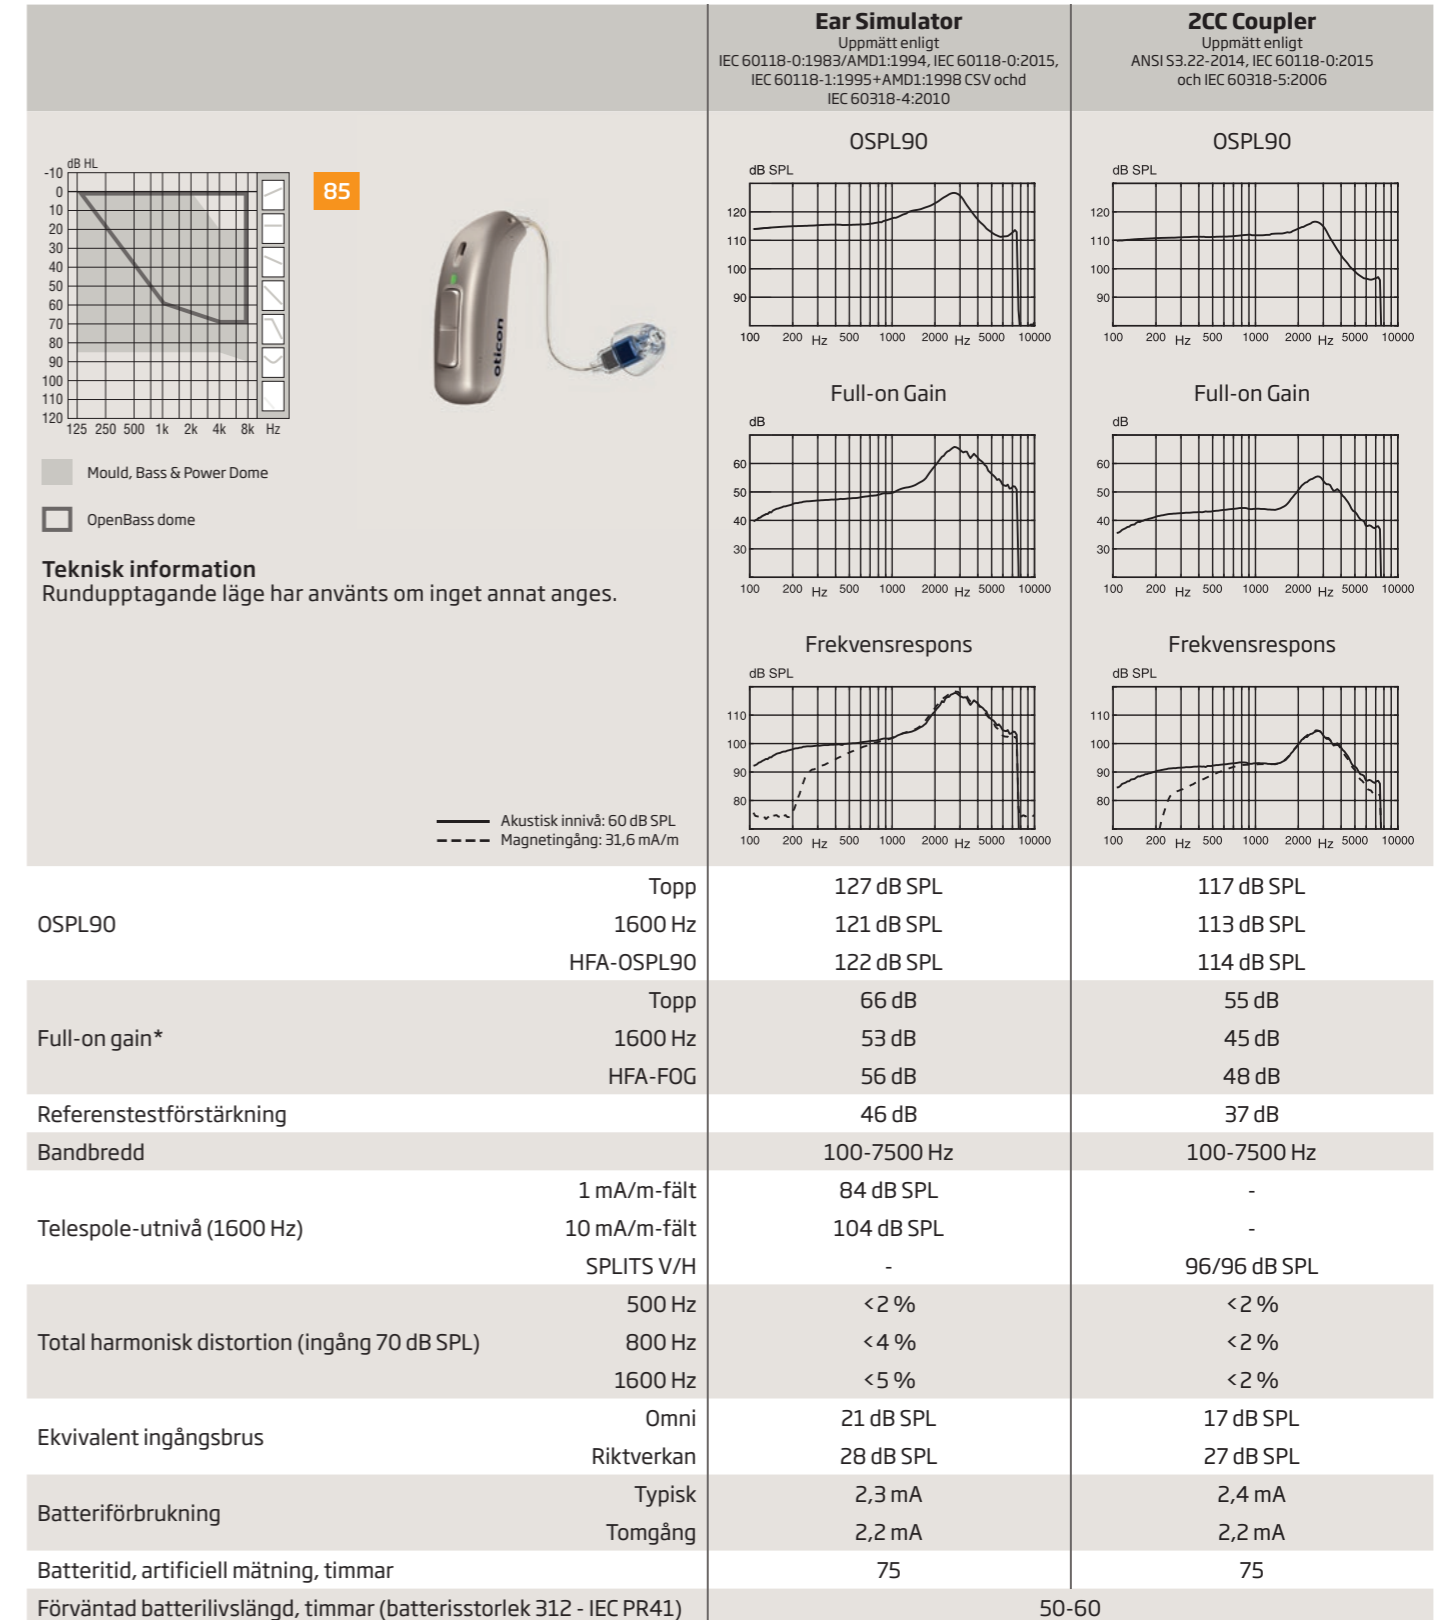 Ear Simulator
Uppmätt enligt
IEC 60118-0:1983/AMD1:1994, IEC 60118-0:2015,
IEC 60118-1:1995+AMD1:1998 CSV ochd
IEC 60318-4:2010
2CC Coupler
Uppmätt enligt
ANSI S3.22-2014, IEC 60118-0:2015
och IEC 60318-5:2006
dB HL
-10
0
10
20
30
40
50
60
70
80
90
100
110
120
125 250 500 1k 2k 4k 8k Hz
85
oticon
Mould, Bass & Power Dome
OpenBass dome
Teknisk information
Rundupptagande läge har använts om inget annat anges.
Akustisk innivå: 60 dB SPL
Magnetingång: 31,6 mA/m
OSPL90
dB SPL
120
110
100
90
100 200 Hz 500 1000 2000 Hz 5000 10000
Full-on Gain
dB
60
50
40
30
100 200 Hz 500 1000 2000 Hz 5000 10000
Frekvensrespons
dB SPL
110
100
90
80
100 200 Hz 500 1000 2000 Hz 5000 10000
OSPL90
dB SPL
120
110
100
90
100 200 Hz 500 1000 2000 Hz 5000 10000
Full-on Gain
dB
60
50
40
30
100 200 Hz 500 1000 2000 Hz 5000 10000
Frekvensrespons
dB SPL
110
100
90
80
100 200 Hz 500 1000 2000 Hz 5000 10000
Topp 127 dB SPL 117 dB SPL
OSPL90 1600 Hz 121 dB SPL 113 dB SPL
HFA-OSPL90 122 dB SPL 114 dB SPL
Topp 66 dB 55 dB
Full-on gain* 1600 Hz 53 dB 45 dB
HFA-FOG 56 dB 48 dB
Referenstestförstärkning 46 dB 37 dB
Bandbredd 100-7500 Hz 100-7500 Hz
1 mA/m-fält 84 dB SPL -
Telespole-utnivå (1600 Hz) 10 mA/m-fält 104 dB SPL -
SPLITS V/H - 96/96 dB SPL
500 Hz <2 % <2 %
Total harmonisk distortion (ingång 70 dB SPL) 800 Hz <4 % <2 %
1600 Hz <5 % <2 %
Ekvivalent ingångsbrus
Omni 21 dB SPL 17 dB SPL
Riktverkan 28 dB SPL 27 dB SPL
Batteriförbrukning
Typisk 2,3 mA 2,4 mA
Tomgång 2,2 mA 2,2 mA
Batteritid, artificiell mätning, timmar 75 75
Förväntad batterilivslängd, timmar (batterisstorlek 312 - IEC PR41) 50-60